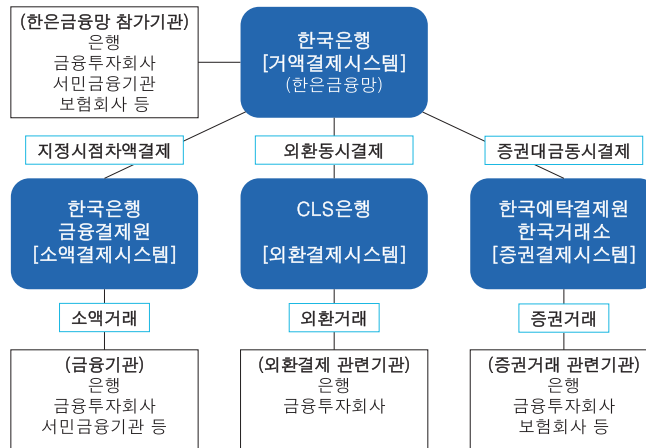 (한은금융망 참가기관)
은행
금융투자회사
서민금융기관
보험회사 등
한국은행
[거액결제시스템]
(한은금융망)
지정시점차액결제
외환동시결제
증권대금동시결제
한국은행
금융결제원
[소액결제시스템]
CLS은행
[외환결제시스템]
한국예탁결제원
한국거래소
[증권결제시스템]
소액거래
외환거래
증권거래
(금융기관)
은행
금융투자회사
서민금융기관 등
(외환결제 관련기관)
은행
금융투자회사
(증권거래 관련기관)
은행
금융투자회사
보험회사 등